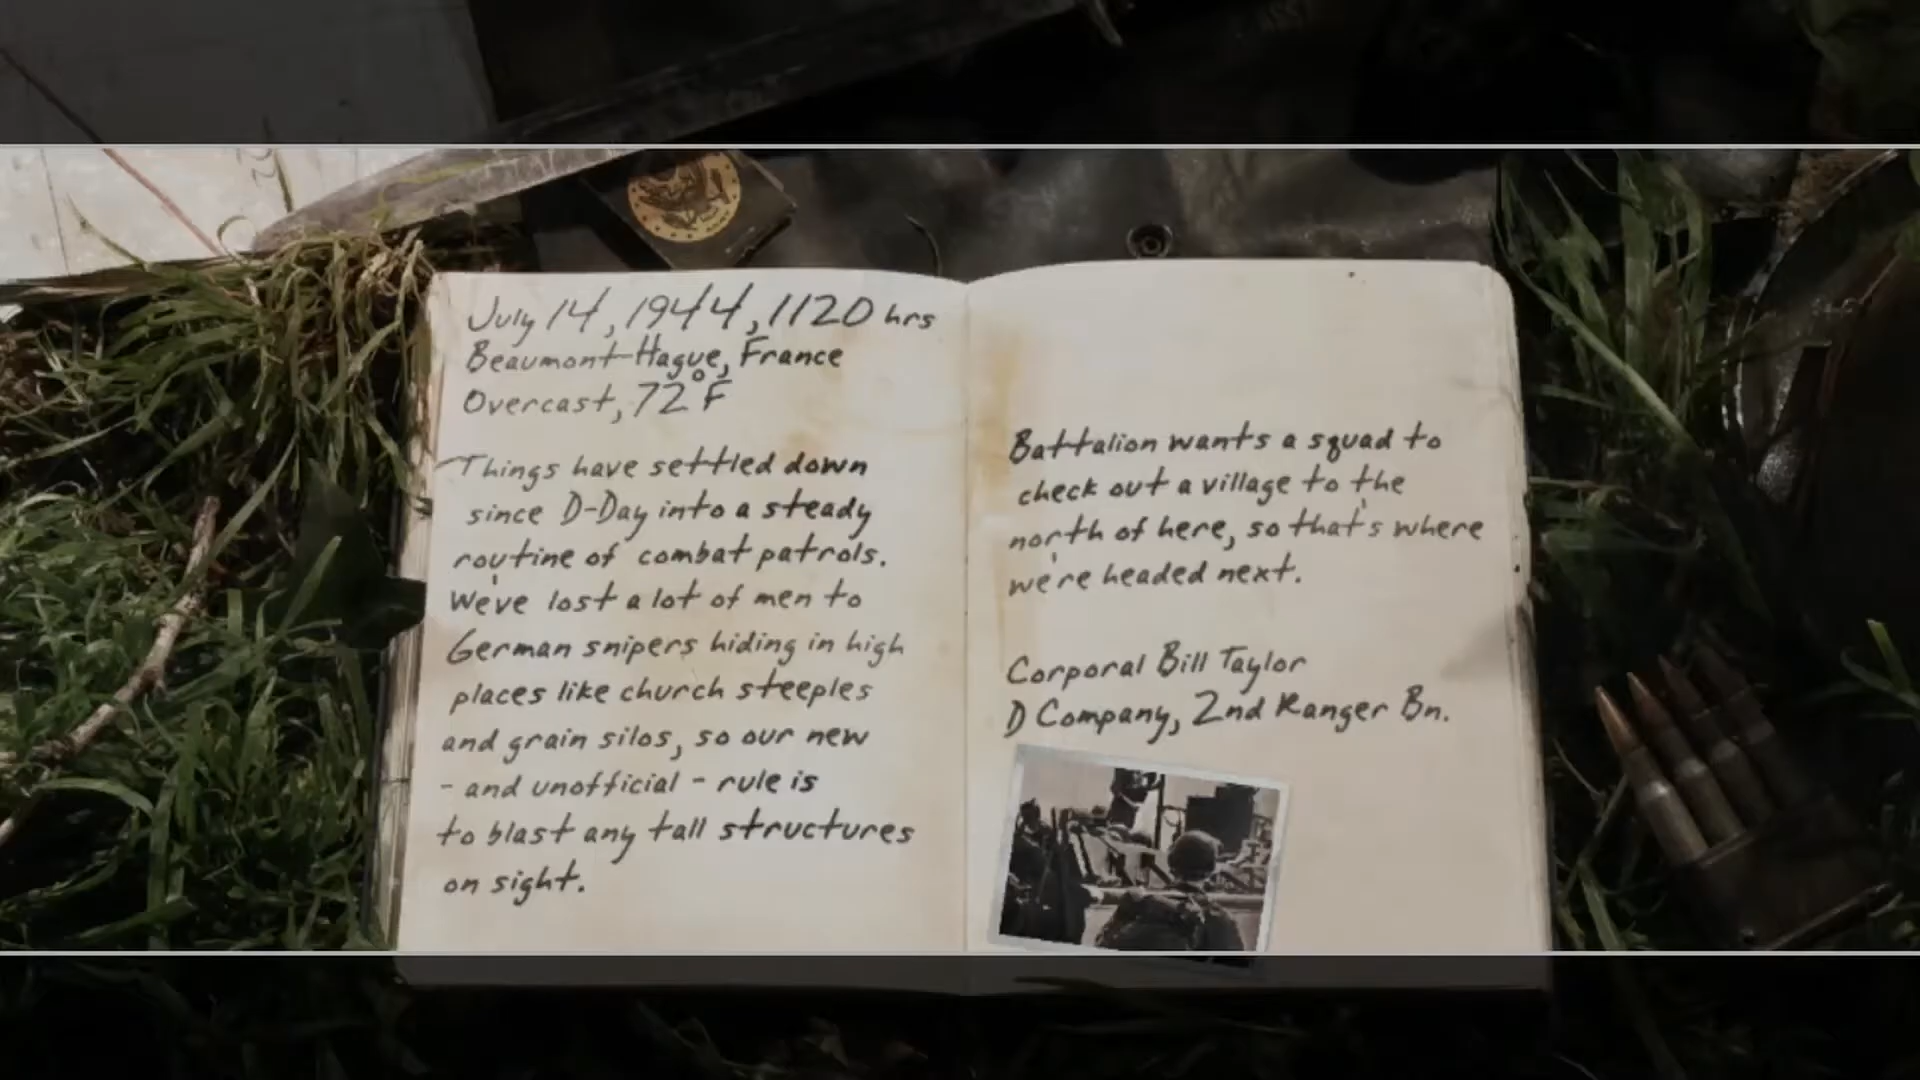 July 14, 1944, 1120 hrs
Beaumont-Hague, France
Overcast, 72°F
Things have settled down
since D-Day into a steady
routine of combat patrols.
We've lost a lot of men to
German snipers hiding in high
places like church steeples
and grain silos, so our new
- and unofficial - rule is
to blast any tall structures
on sight.
Battalion wants a squad to
check out a village to the
north of here, so that's where
we're headed next.
Corporal Bill Taylor
D Company, 2nd Ranger Bn.